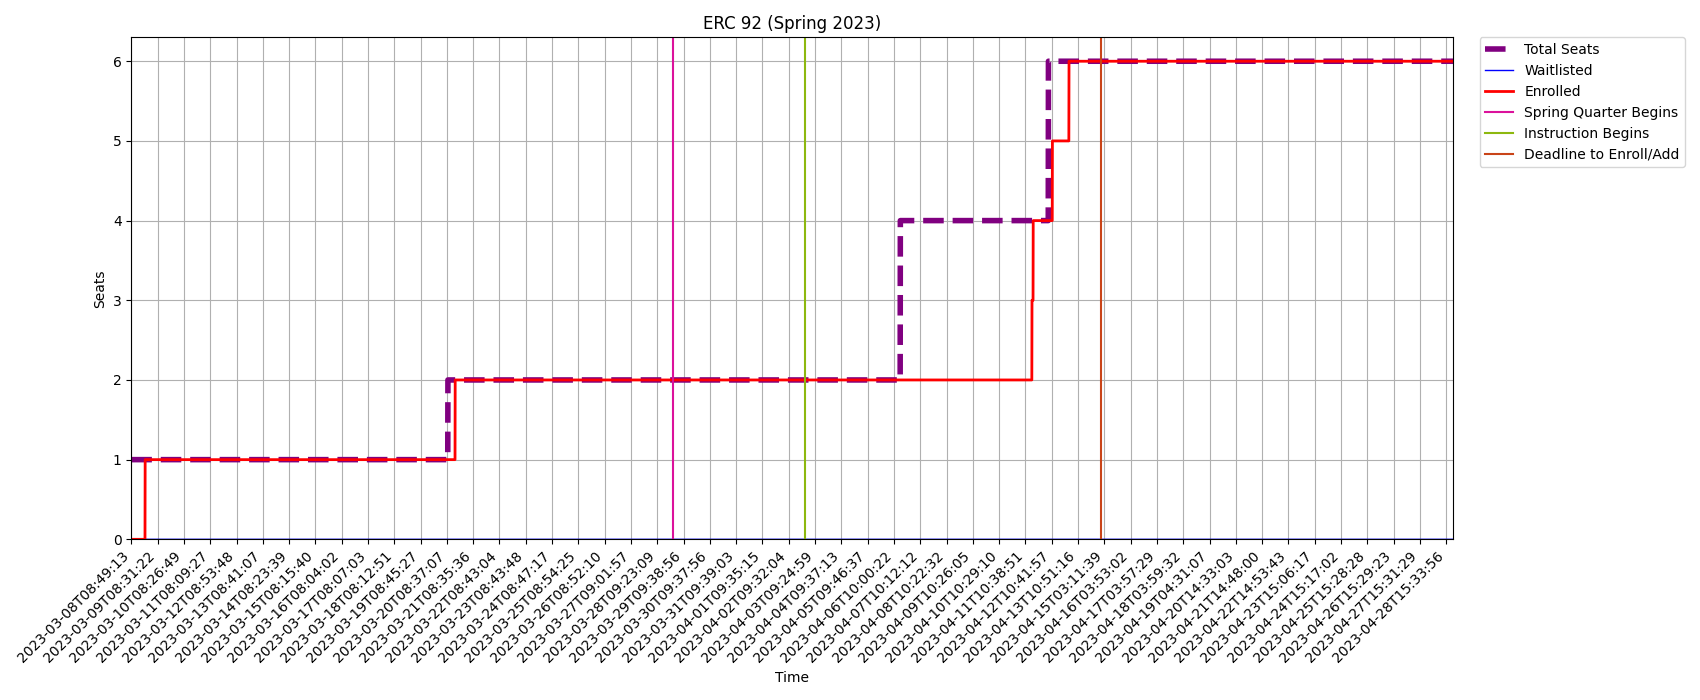 ERC 92 (Spring 2023)
Total Seats
Waitlisted
Enrolled
Spring Quarter Begins
Instruction Begins
Deadline to Enroll/Add
Seats
6
5
4
3
2
1
0
2023-03-08T08:49:13
2023-03-09T08:31:22
2023-03-10T08:26:49
2023-03-11T08:09:27
2023-03-12T08:53:48
2023-03-13T08:41:07
2023-03-14T08:23:39
2023-03-15T08:15:40
2023-03-16T08:04:02
2023-03-17T08:07:03
2023-03-18T08:12:51
2023-03-19T08:45:27
2023-03-20T08:37:07
2023-03-21T08:35:36
2023-03-22T08:43:04
2023-03-23T08:43:48
2023-03-24T08:47:17
2023-03-25T08:54:25
2023-03-26T08:52:10
2023-03-27T09:01:57
2023-03-28T09:23:09
2023-03-29T09:38:56
2023-03-30T09:37:56
2023-03-31T09:39:03
2023-04-01T09:35:15
2023-04-02T09:32:04
2023-04-03T09:24:59
2023-04-04T09:37:13
2023-04-05T09:46:37
2023-04-06T10:00:22
2023-04-07T10:12:12
2023-04-08T10:22:32
2023-04-09T10:26:05
2023-04-10T10:29:10
2023-04-11T10:38:51
2023-04-12T10:41:57
2023-04-13T10:51:16
2023-04-15T03:11:39
2023-04-16T03:53:02
2023-04-17T03:57:29
2023-04-18T03:59:32
2023-04-19T04:31:07
2023-04-20T14:33:03
2023-04-21T14:48:00
2023-04-22T14:53:43
2023-04-23T15:06:17
2023-04-24T15:17:02
2023-04-25T15:28:28
2023-04-26T15:29:23
2023-04-27T15:31:29
2023-04-28T15:33:56
Time